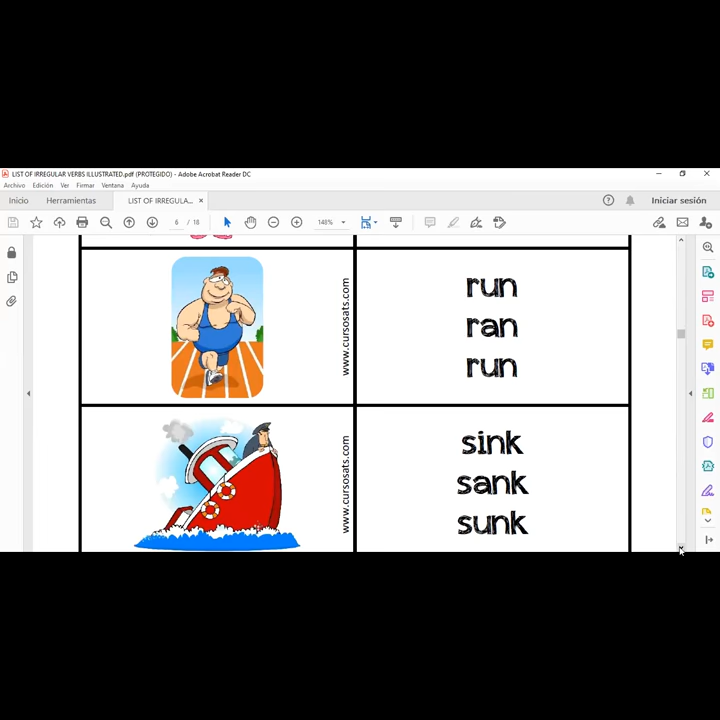 LIST OF IRREGULAR VERBS ILLUSTRATED.pdf (PROTEGIDO) - Adobe Acrobat Reader DC
Archivo Edición Ver Firmar Ventana Ayuda
Inicio Herramientas LIST OF IRREGULA... × Iniciar sesión
6 / 18 148%
www.cursosats.com
run
ran
run
www.cursosats.com
sink
sank
sunk